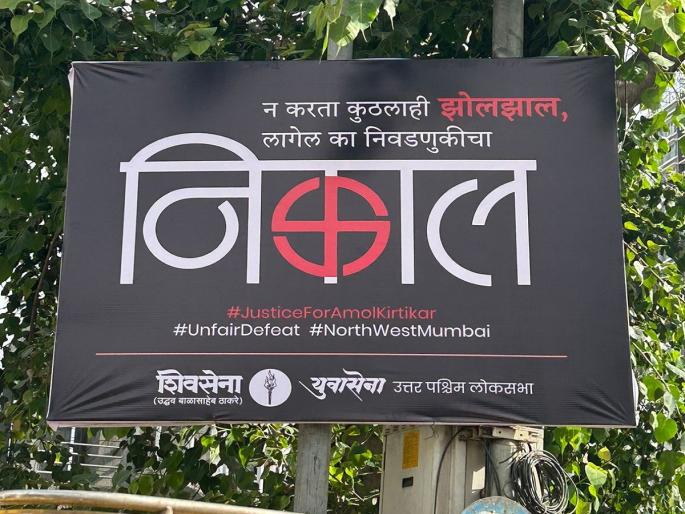 न करता कुठलाही झोलझाल,
लागेल का निवडणुकीचा
निकाल
#JusticeForAmolKirtikar
#UnfairDefeat #NorthWestMumbai
शिवसेना युवासेना उत्तर पश्चिम लोकसभा
(उद्धव बाळासाहेब ठाकरे)